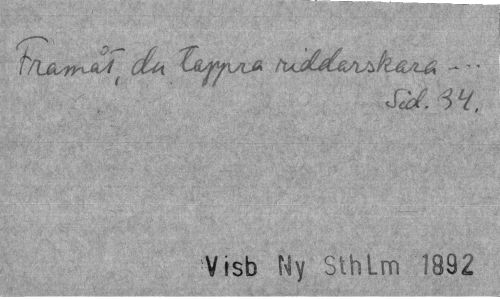 Framåt, du tappra riddarskara ---
Sid. 34.
Visb Ny SthLm 1892